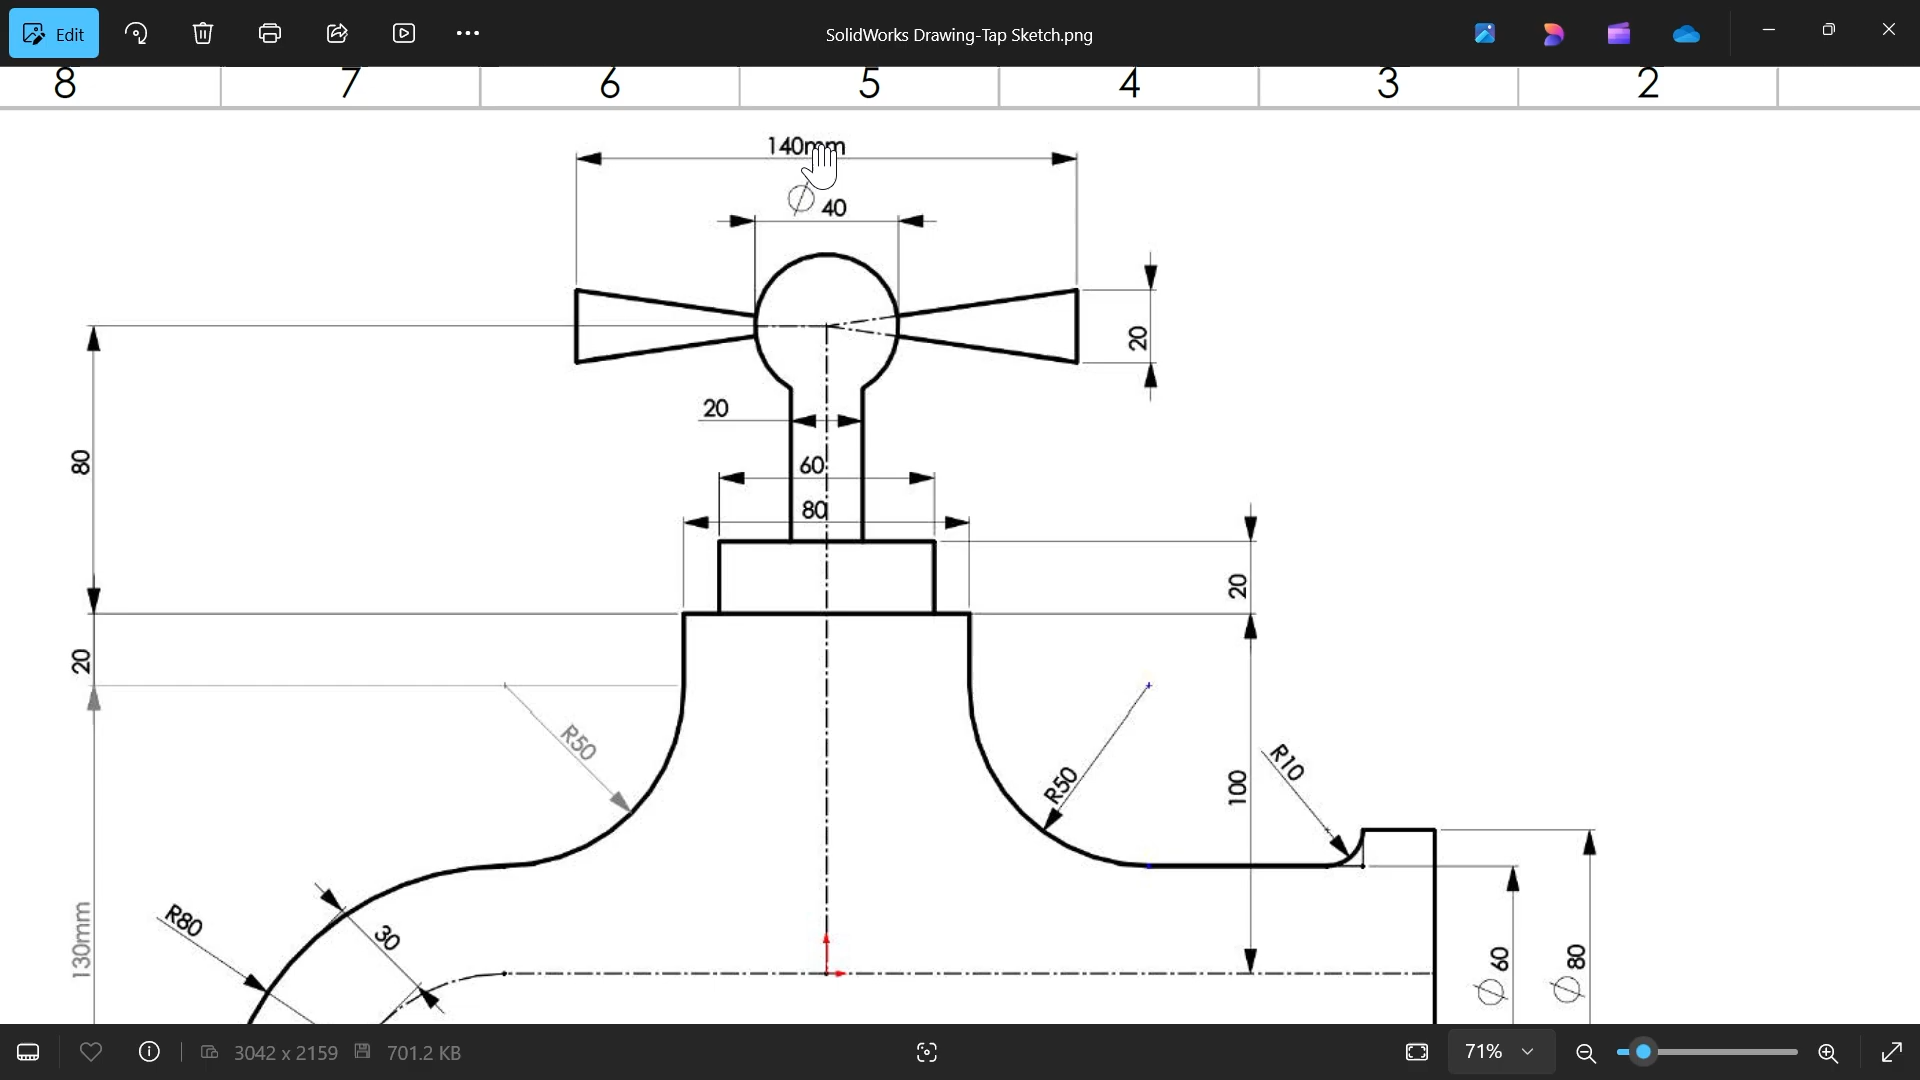 Edit
SolidWorks Drawing-Tap Sketch.png
8 7 6 5 4 3 2
140mm
∅ 40
20
20
80
60
80
20
20
R50
R50
R10
100
130mm
R80
30
∅ 60
∅ 80
3042 x 2159
701.2 KB
71%